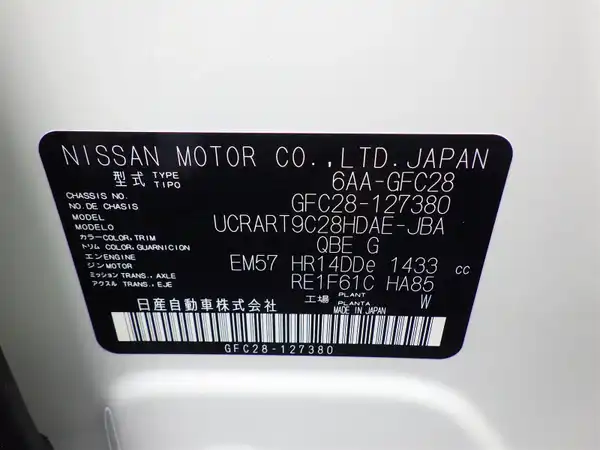 NISSAN MOTOR CO.,LTD.JAPAN
型式 TYPE TIPO 6AA-GFC28
CHASSIS NO. NO.DE CHASIS GFC28-127380
MODEL MODELO UCRART9C28HDAE-JBA
カラー COLOR, TRIM トリム COLOR, GUARNICION QBE G
エンENGINE ジンMOTOR EM57 HR14DDe 1433 cc
ミッション TRANS., AXLE アクスル TRANS., EJE RE1F61C HA85
工場 PLANT PLANTA W
日産自動車株式会社 MADE IN JAPAN
GFC28-127380